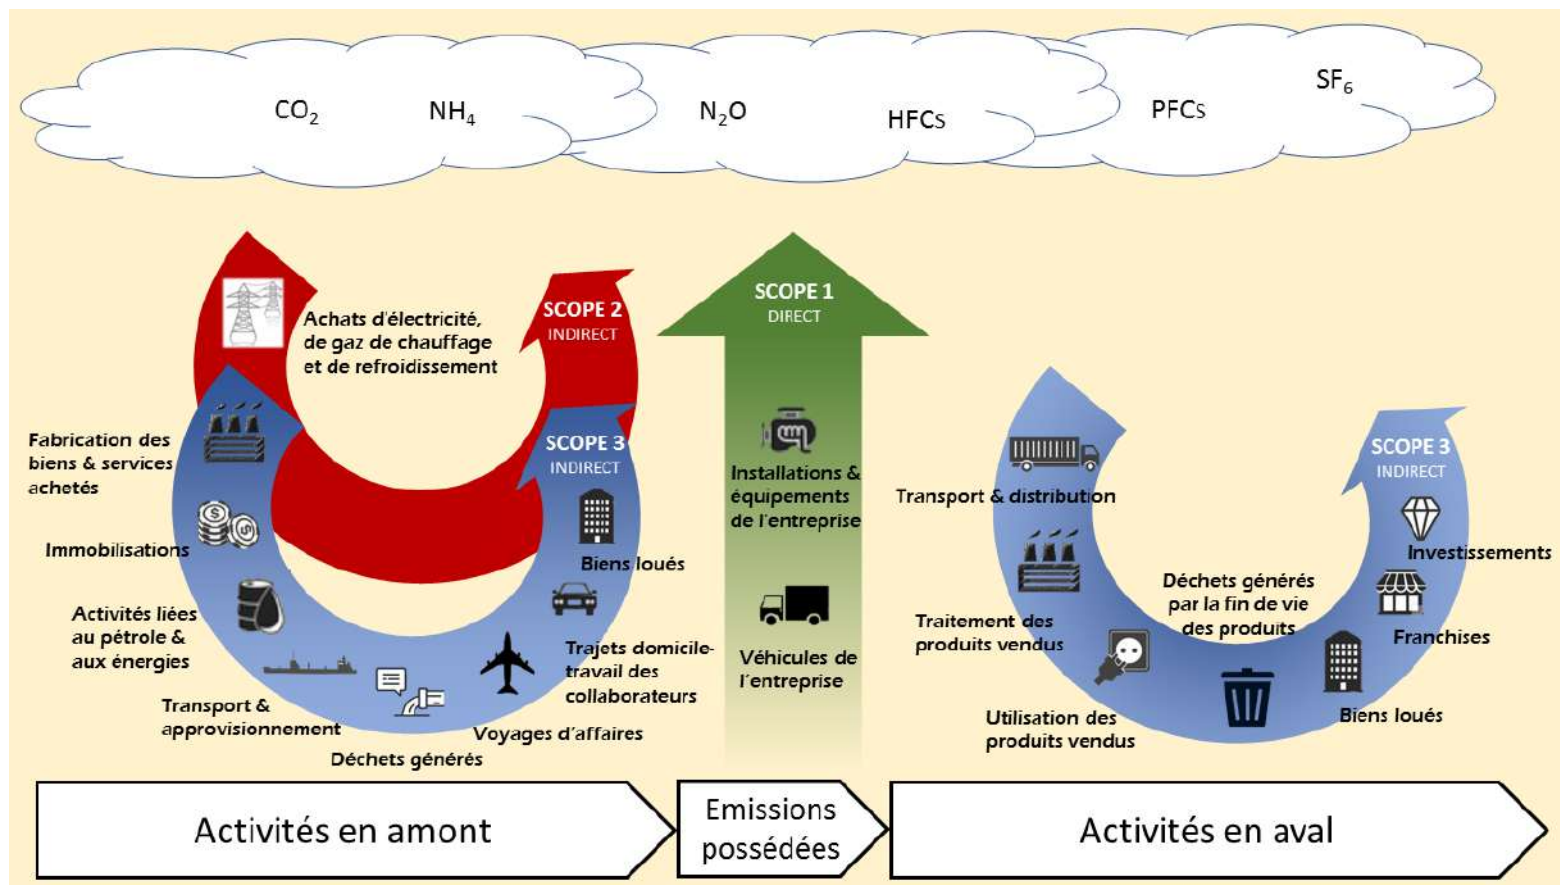 CO₂
NH₄
N₂O
HFCs
PFCs
SF₆
SCOPE 2
INDIRECT
Achats d'électricité,
de gaz de chauffage
et de refroidissement
SCOPE 1
DIRECT
Fabrication des
biens & services
achetés
SCOPE 3
INDIRECT
Immobilisations
Biens loués
Activités liées
au pétrole &
aux énergies
Trajets domicile-
travail des
collaborateurs
Transport &
approvisionnement
Voyages d'affaires
Déchets générés
Installations &
équipements
de l'entreprise
Véhicules de
l'entreprise
SCOPE 3
INDIRECT
Transport & distribution
Investissements
Traitement des
produits vendus
Déchets générés
par la fin de vie
des produits
Franchises
Utilisation des
produits vendus
Biens loués
Activités en amont
Emissions
possédées
Activités en aval